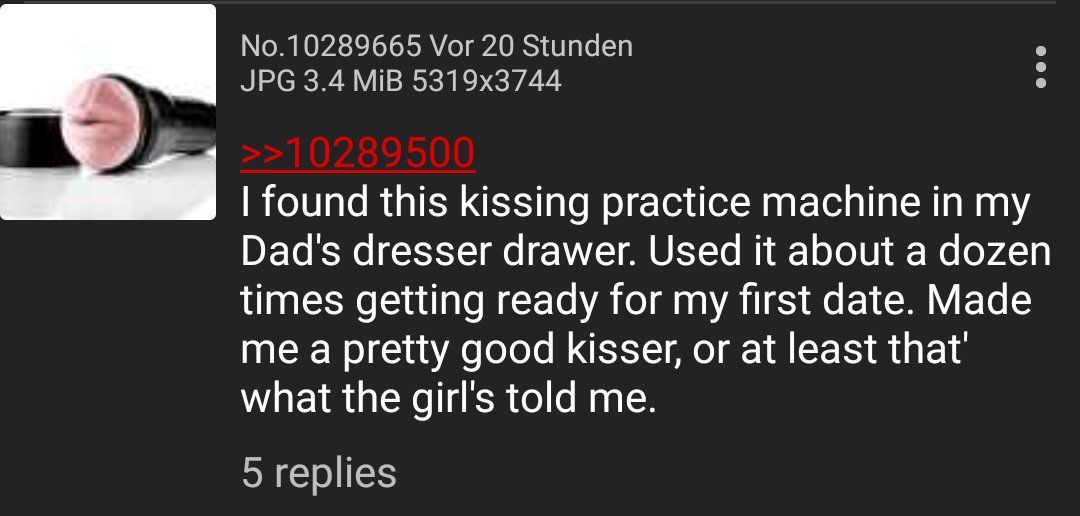 No.10289665 Vor 20 Stunden
JPG 3.4 MiB 5319x3744
>>10289500
I found this kissing practice machine in my
Dad's dresser drawer. Used it about a dozen
times getting ready for my first date. Made
me a pretty good kisser, or at least that'
what the girl's told me.
5 replies